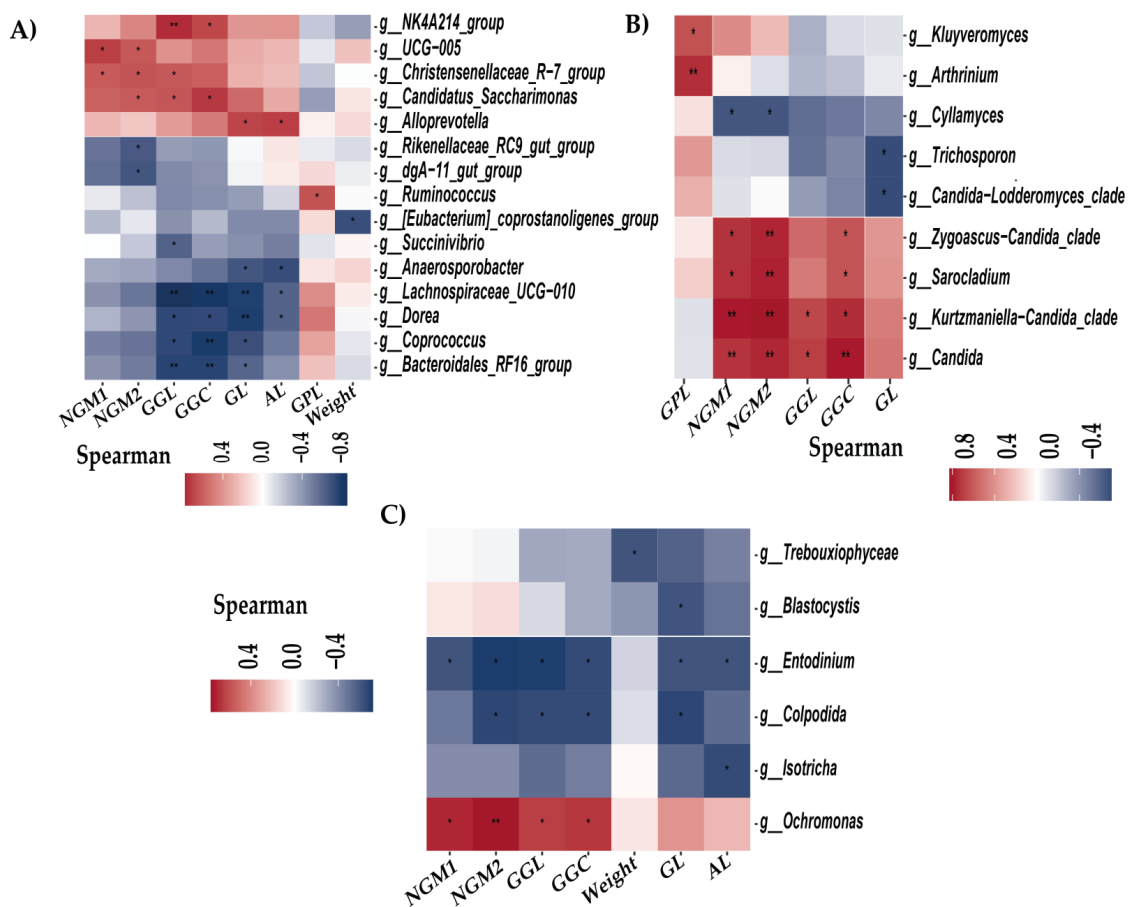 A)
g__NK4A214_group
g__UCG-005
g__Christensenellaceae_R-7_group
g__Candidatus_Saccharimonas
g__Alloprevotella
g__Rikenellaceae_RC9_gut_group
g__dgA-11_gut_group
g__Ruminococcus
g__[Eubacterium]_coprostanoligenes_group
g__Succinivibrio
g__Anaerosporobacter
g__Lachnospiraceae_UCG-010
g__Dorea
g__Coprococcus
g__Bacteroidales_RF16_group
NGM1 NGM2 GGL GGC GL AL GPL Weight
Spearman
0.4 0.0 -0.4 -0.8
B)
g__Kluyveromyces
g__Arthrinium
g__Cyllamyces
g__Trichosporon
g__Candida-Lodderomyces_clade
g__Zygoascus-Candida_clade
g__Sarocladium
g__Kurtzmaniella-Candida_clade
g__Candida
GPL NGM1 NGM2 GGL GGC GL
Spearman
0.8 0.4 0.0 -0.4
C)
g__Trebouxiophyceae
g__Blastocystis
g__Entodinium
g__Colpodida
g__Isotricha
g__Ochromonas
NGM1 NGM2 GGL GGC Weight GL AL
Spearman
0.4 0.0 -0.4